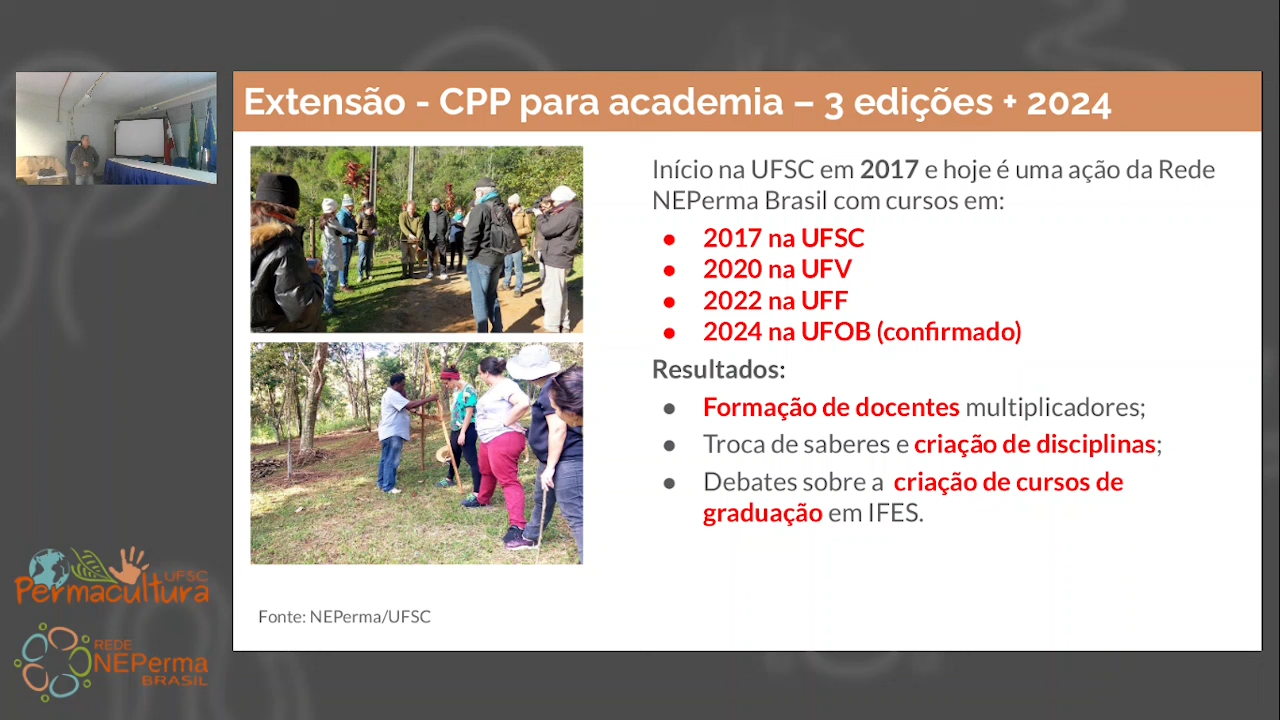 Extensão - CPP para academia – 3 edições + 2024
Início na UFSC em 2017 e hoje é uma ação da Rede
NEPerma Brasil com cursos em:
● 2017 na UFSC
● 2020 na UFV
● 2022 na UFF
● 2024 na UFOB (confirmado)
Resultados:
● Formação de docentes multiplicadores;
● Troca de saberes e criação de disciplinas;
● Debates sobre a criação de cursos de
graduação em IFES.
Fonte: NEPerma/UFSC
UFSC
Permacultura
REDE
NEPerma
BRASIL